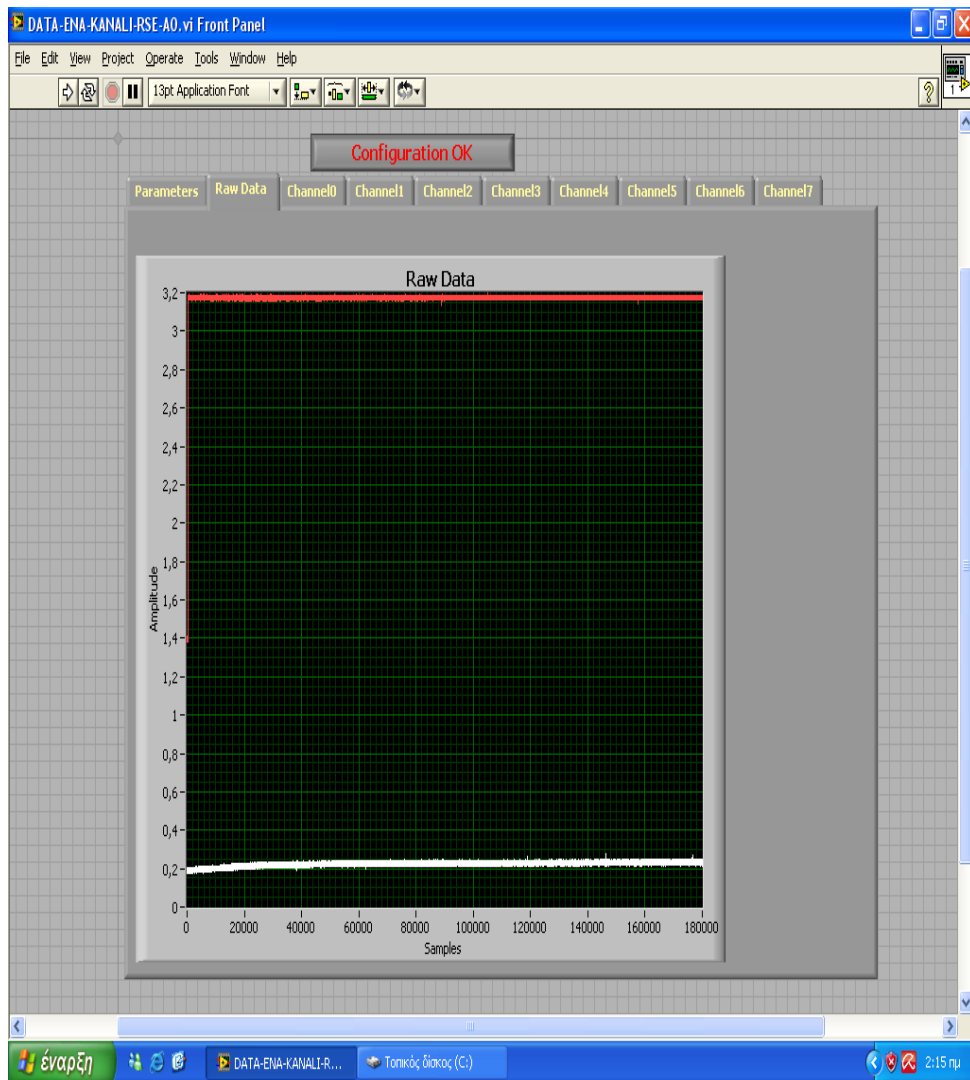 DATA-ENA-KANALI-RSE-A0.vi Front Panel
File Edit View Project Operate Tools Window Help
13pt Application Font
?
1
Configuration OK
Parameters Raw Data Channel0 Channel1 Channel2 Channel3 Channel4 Channel5 Channel6 Channel7
Raw Data
3,2
3
2,8
2,6
2,4
2,2
2
1,8
1,6
1,4
1,2
1
0,8
0,6
0,4
0,2
0
Amplitude
0 20000 40000 60000 80000 100000 120000 140000 160000 180000
Samples
έναρξη DATA-ENA-KANALI-R... Τοπικός δίσκος (C:) 2:15 πμ